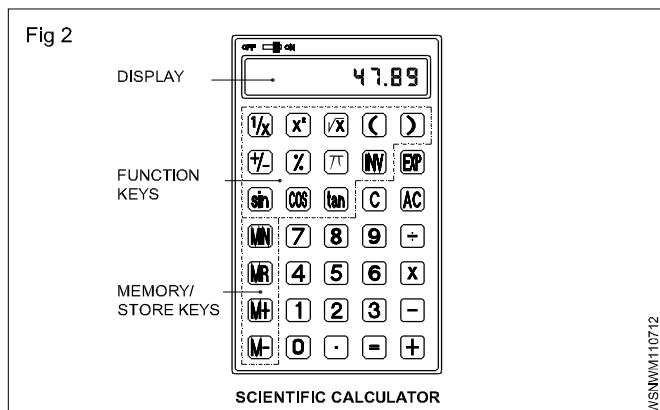 Fig 2
OFF ON
DISPLAY
47.89
1/x x² √x ( )
+/- % π INV EXP
FUNCTION
KEYS
sin COS tan C AC
MIN 7 8 9 ÷
MR 4 5 6 x
MEMORY/
STORE KEYS
M+ 1 2 3 -
M- 0 · = +
SCIENTIFIC CALCULATOR
WSNWM110712